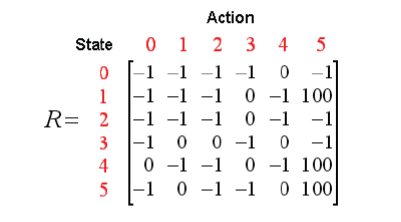 Action
State 0 1 2 3 4 5
0 -1 -1 -1 -1 0 -1
1 -1 -1 -1 0 -1 100
R= 2 -1 -1 -1 0 -1 -1
3 -1 0 0 -1 0 -1
4 0 -1 -1 0 -1 100
5 -1 0 -1 -1 0 100